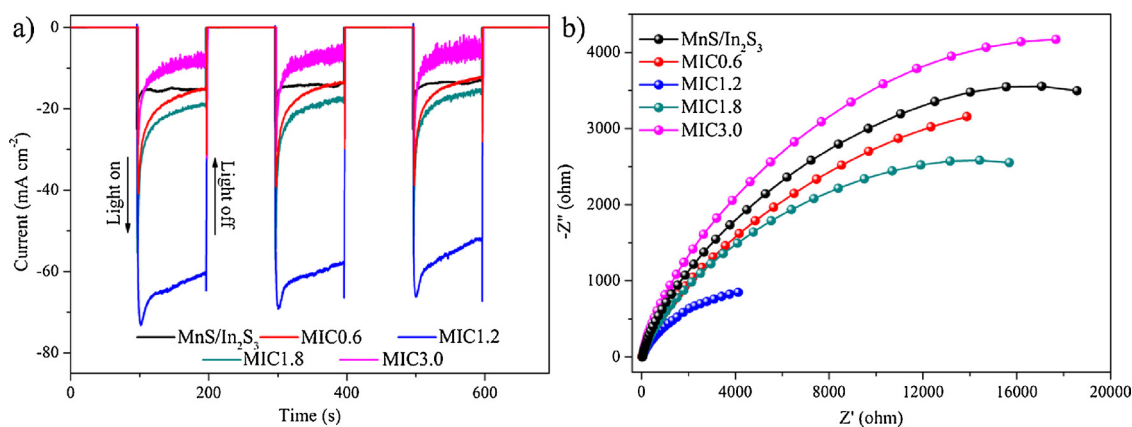 a)
0
-20
-40
-60
-80
Current (mA cm⁻²)
Light on
Light off
MnS/In₂S₃ MIC0.6 MIC1.2
MIC1.8 MIC3.0
0 200 400 600
Time (s)
b)
4000
3000
2000
1000
0
-Z" (ohm)
MnS/In₂S₃
MIC0.6
MIC1.2
MIC1.8
MIC3.0
0 4000 8000 12000 16000 20000
Z' (ohm)